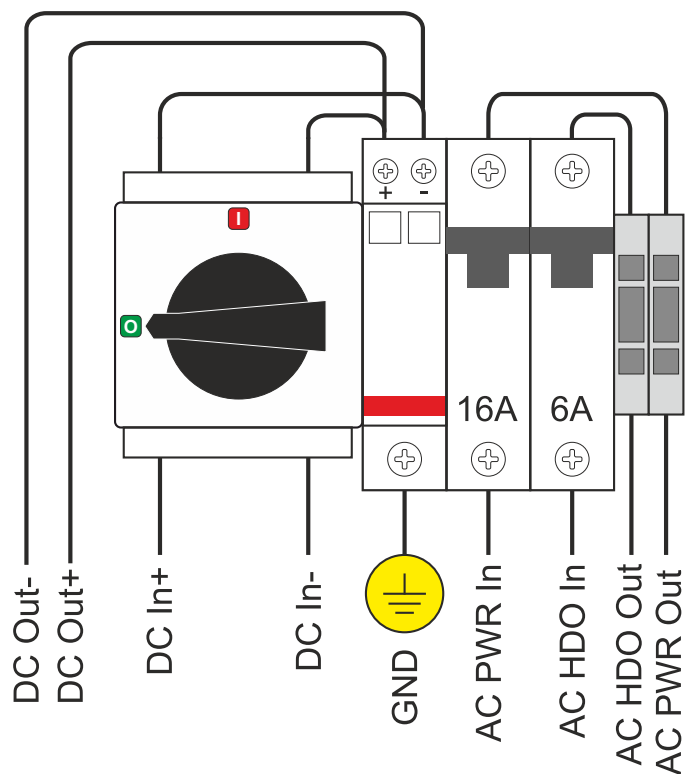 + -
I
O
16A 6A
DC Out-
DC Out+
DC In+
DC In-
GND
AC PWR In
AC HDO In
AC HDO Out
AC PWR Out